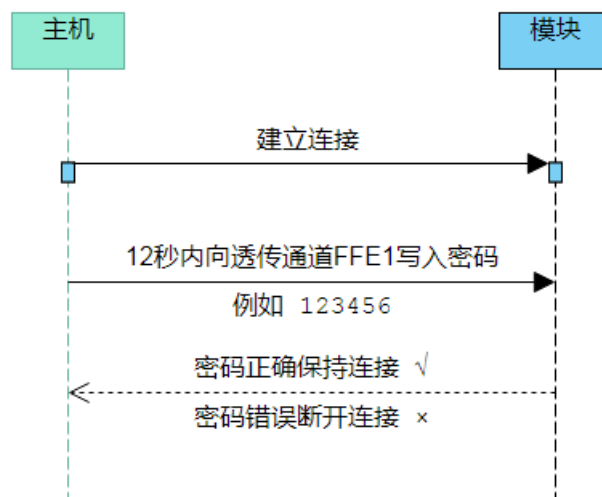 主机
模块
建立连接
12秒内向透传通道FFE1写入密码
例如 123456
密码正确保持连接 √
密码错误断开连接 ×